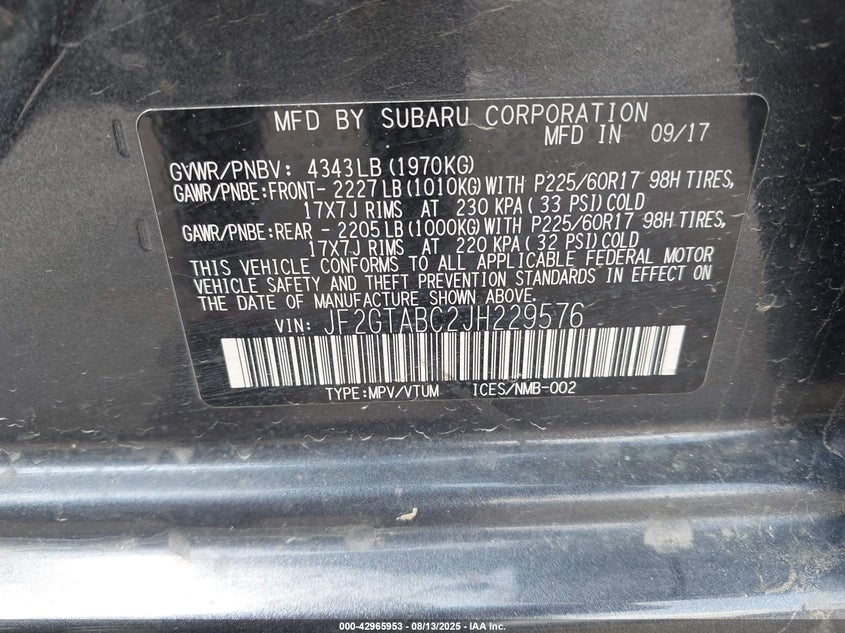 MFD BY SUBARU CORPORATION
MFD IN 09/17
GVWR/PNBV: 4343LB (1970KG)
GAWR/PNBE:FRONT- 2227LB (1010KG) WITH P225/60R17 98H TIRES,
17X7J RIMS AT 230 KPA (33 PSI) COLD
GAWR/PNBE:REAR - 2205LB (1000KG) WITH P225/60R17 98H TIRES,
17X7J RIMS AT 220 KPA (32 PSI) COLD
THIS VEHICLE CONFORMS TO ALL APPLICABLE FEDERAL MOTOR
VEHICLE SAFETY AND THEFT PREVENTION STANDARDS IN EFFECT ON
THE DATE OF MANUFACTURE SHOWN ABOVE.
VIN: JF2GTABC2JH229576
TYPE:MPV/VTUM ICES/NMB-002
000-42965953 - 08/13/2025 - IAA Inc.